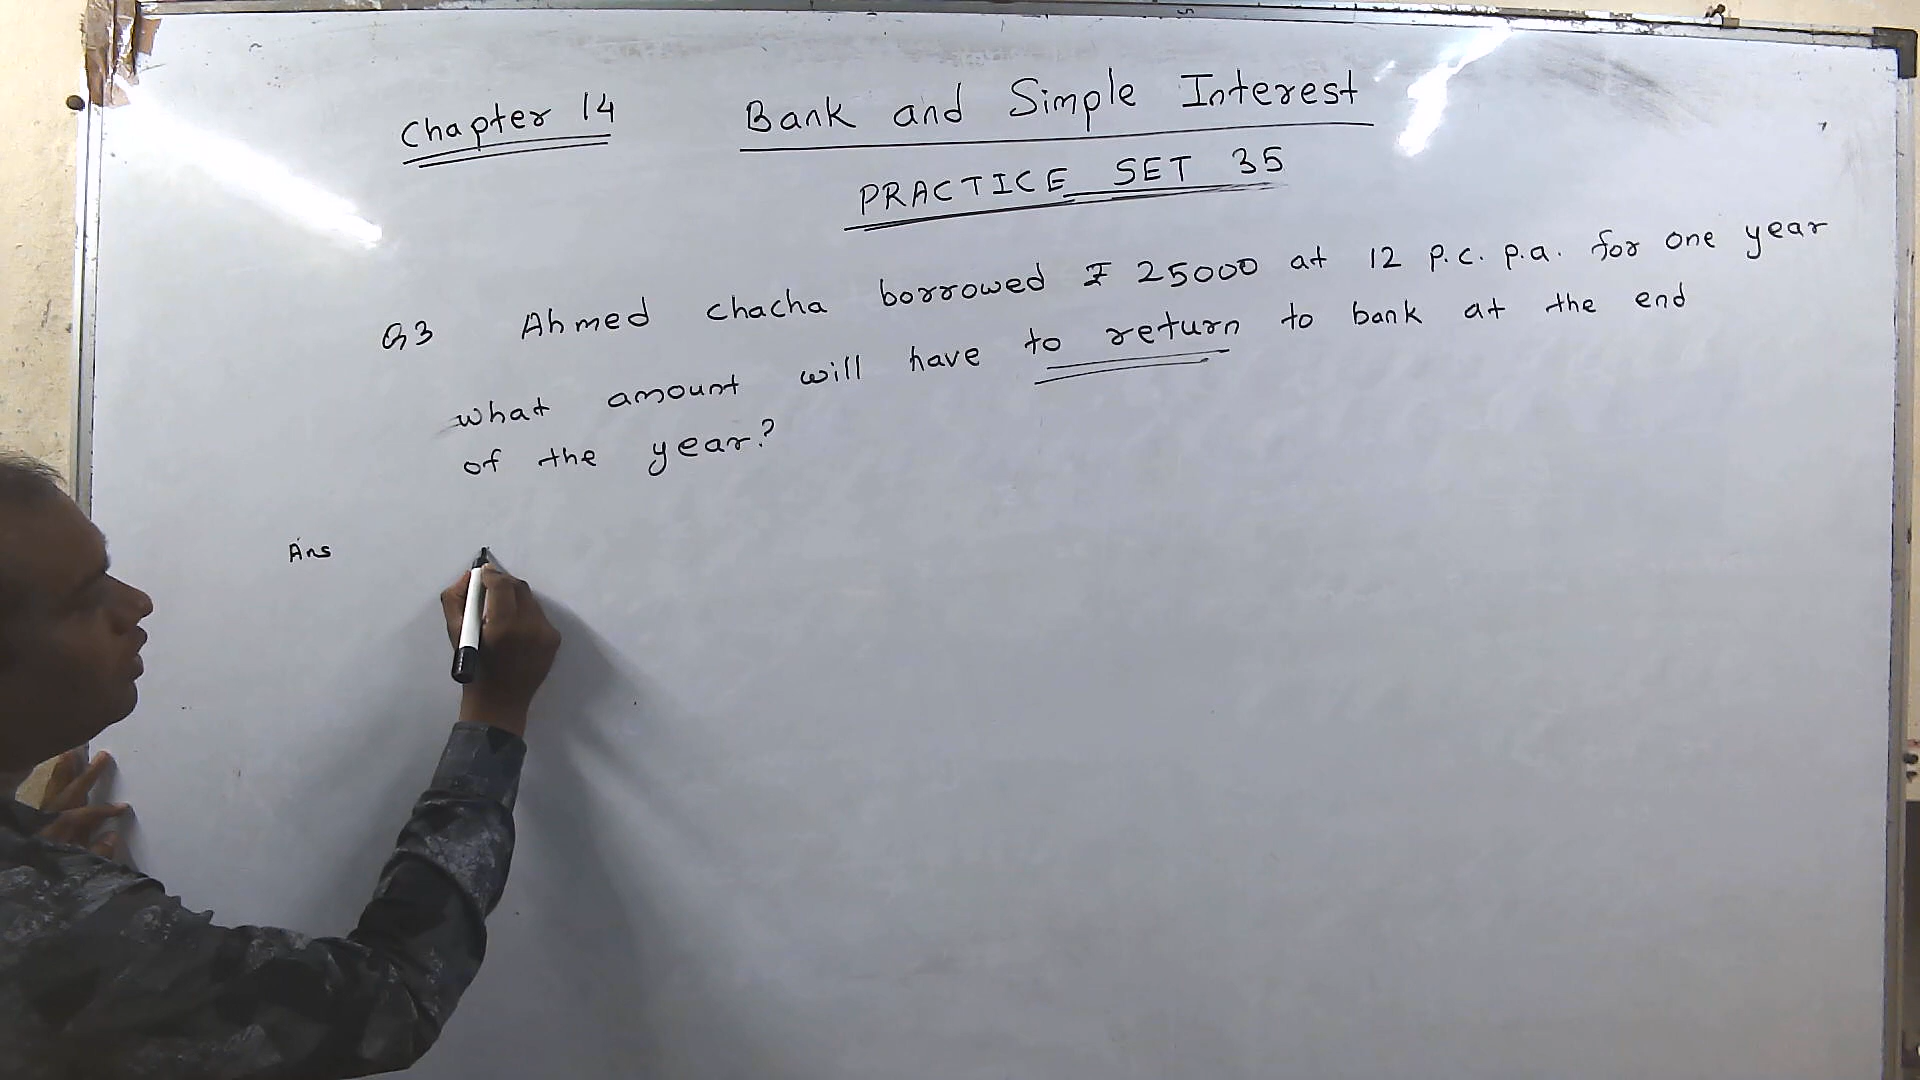 Chapter 14 Bank and Simple Interest
PRACTICE SET 35
Q3 Ahmed chacha borrowed ₹ 25000 at 12 p.c. p.a. for one year
what amount will have to return to bank at the end
of the year?
Ans